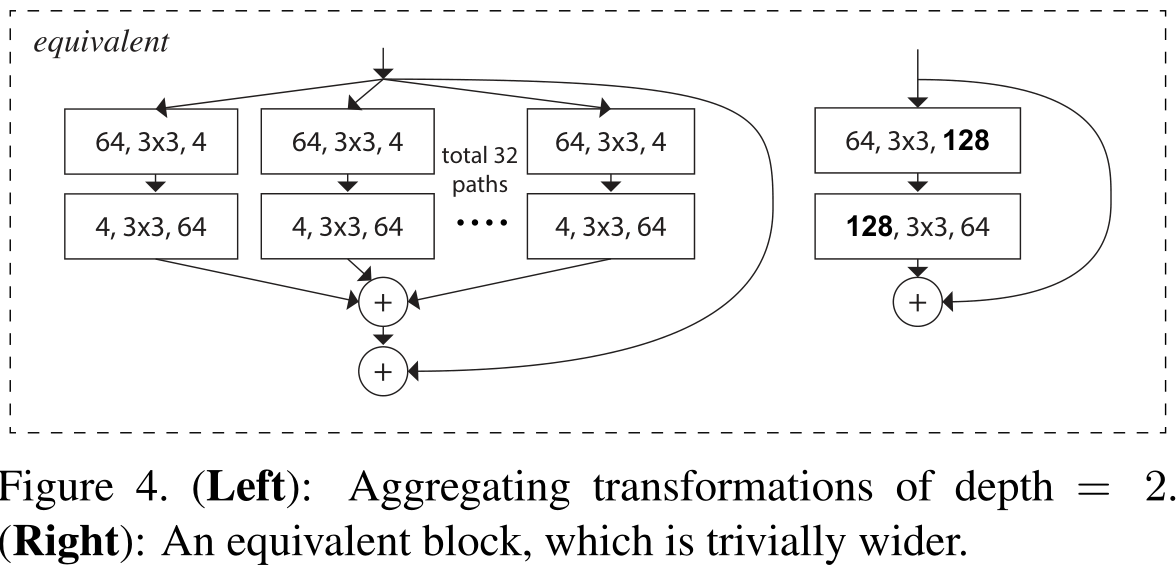 equivalent
64, 3x3, 4
64, 3x3, 4
64, 3x3, 4
total 32
paths
4, 3x3, 64
4, 3x3, 64
....
4, 3x3, 64
+
+
64, 3x3, 128
128, 3x3, 64
+
Figure 4. (Left): Aggregating transformations of depth = 2.
(Right): An equivalent block, which is trivially wider.